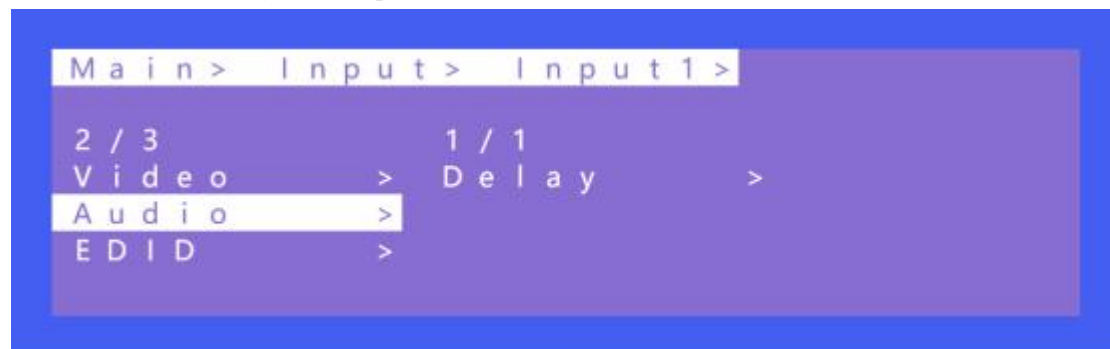 Main> Input> Input1>
2/3 1/1
Video > Delay >
Audio >
EDID >